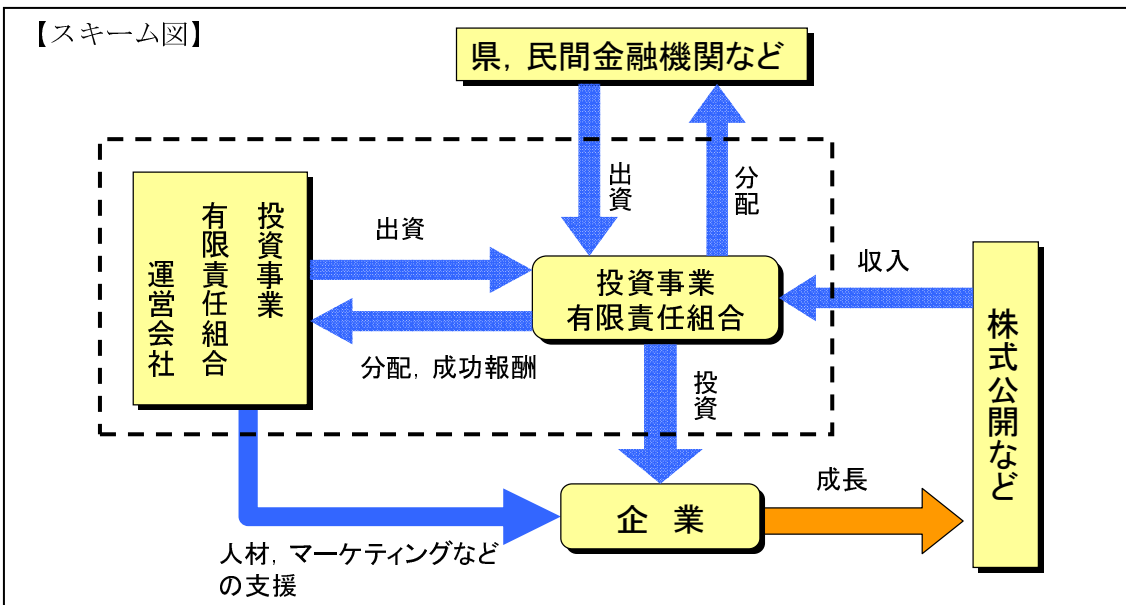 【スキーム図】
県，民間金融機関など
出資
分配
投資事業
有限責任組合
運営会社
出資
分配，成功報酬
投資事業
有限責任組合
収入
株式公開など
投資
企　業
成長
人材，マーケティングなど
の支援